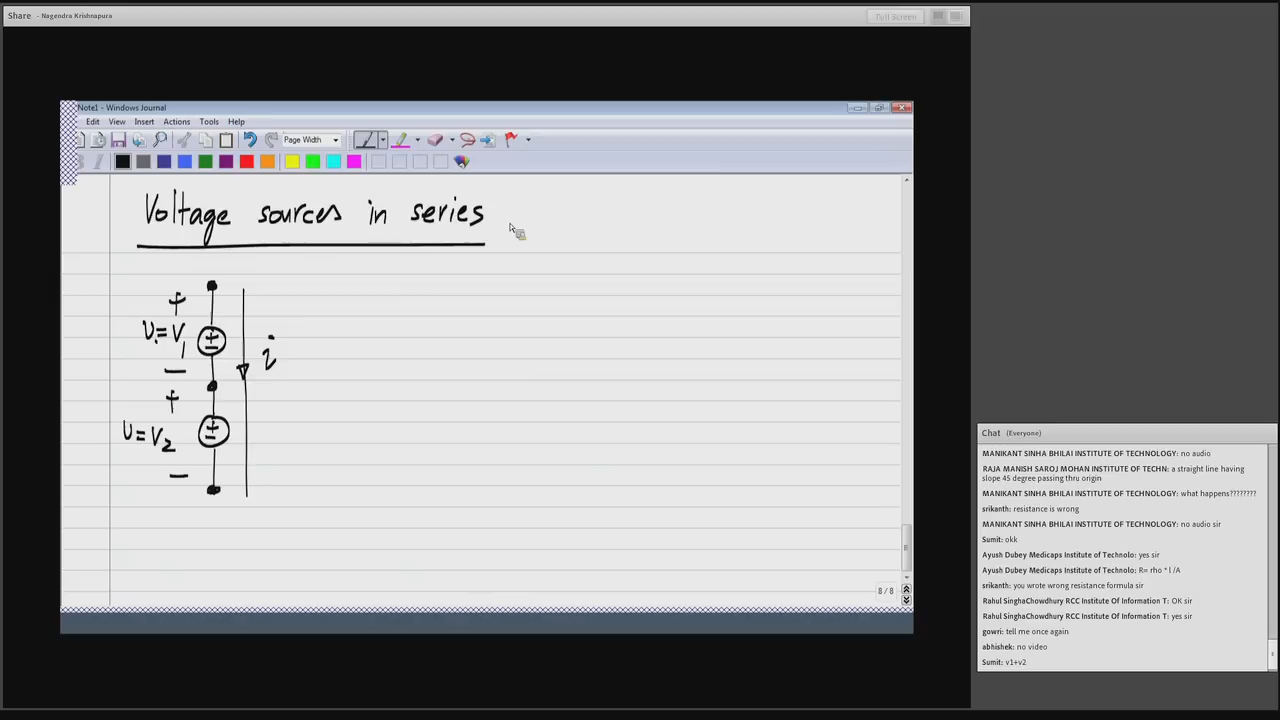 Share - Nagendra Krishnapura
Full Screen
Note1 - Windows Journal
Edit View Insert Actions Tools Help
Page Width
Voltage sources in series
+
v=V1
-
i
+
v=V2
-
8 / 8
Chat (Everyone)
MANIKANT SINHA BHILAI INSTITUTE OF TECHNOLOGY: no audio
RAJA MANISH SAROJ MOHAN INSTITUTE OF TECHN: a straight line having
slope 45 degree passing thru origin
MANIKANT SINHA BHILAI INSTITUTE OF TECHNOLOGY: what happens????????
srikanth: resistance is wrong
MANIKANT SINHA BHILAI INSTITUTE OF TECHNOLOGY: no audio sir
Sumit: okk
Ayush Dubey Medicaps Institute of Technolo: yes sir
Ayush Dubey Medicaps Institute of Technolo: R= rho * l /A
srikanth: you wrote wrong resistance formula sir
Rahul SinghaChowdhury RCC Institute Of Information T: OK sir
Rahul SinghaChowdhury RCC Institute Of Information T: yes sir
gowri: tell me once again
abhishek: no video
Sumit: v1+v2